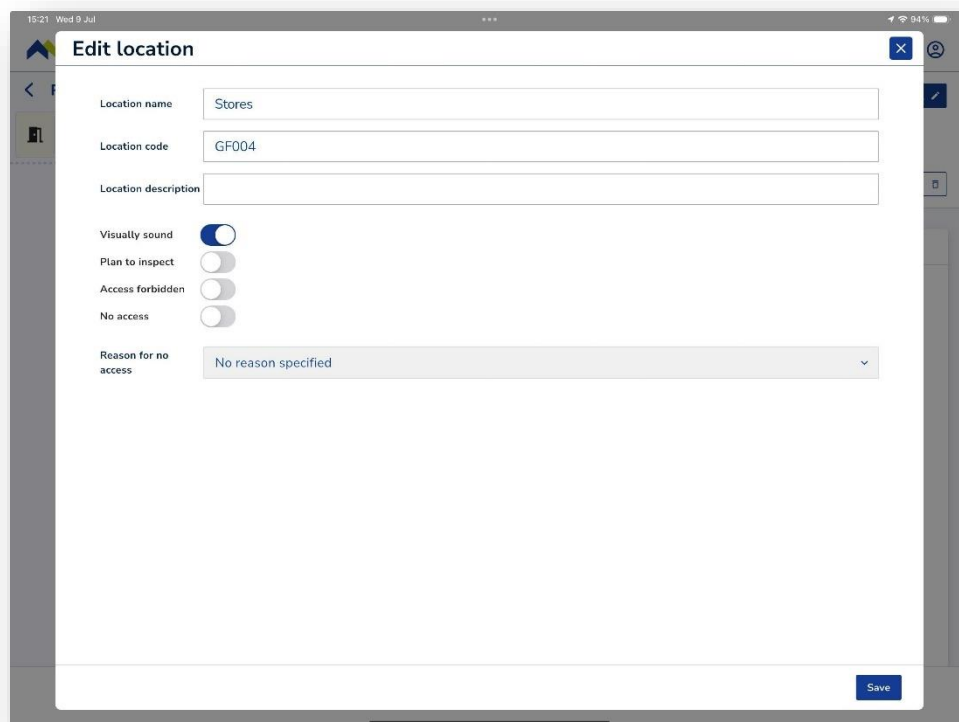 15:21 Wed 9 Jul
94%
Edit location
Location name
Stores
Location code
GF004
Location description
Visually sound
Plan to inspect
Access forbidden
No access
Reason for no
access
No reason specified
Save